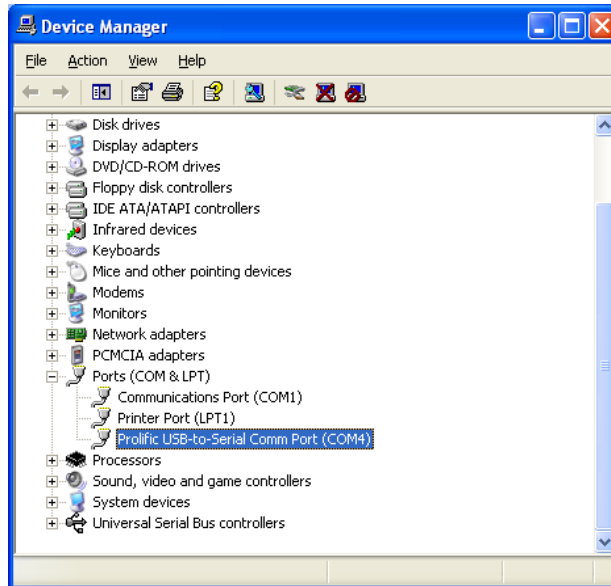 Device Manager
File Action View Help
Disk drives
Display adapters
DVD/CD-ROM drives
Floppy disk controllers
IDE ATA/ATAPI controllers
Infrared devices
Keyboards
Mice and other pointing devices
Modems
Monitors
Network adapters
PCMCIA adapters
Ports (COM & LPT)
Communications Port (COM1)
Printer Port (LPT1)
Prolific USB-to-Serial Comm Port (COM4)
Processors
Sound, video and game controllers
System devices
Universal Serial Bus controllers